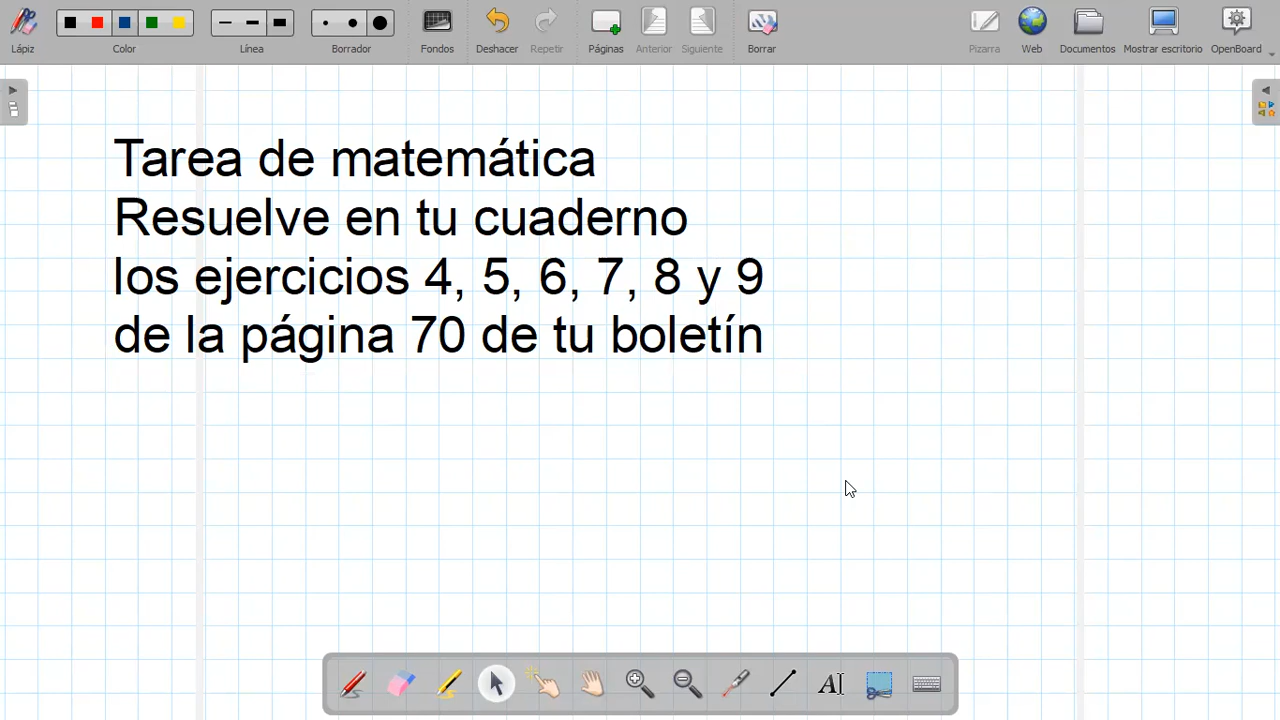 Lápiz
Color
Línea
Borrador
Fondos
Deshacer
Repetir
Páginas
Anterior
Siguiente
Borrar
Pizarra
Web
Documentos
Mostrar escritorio
OpenBoard
Tarea de matemática
Resuelve en tu cuaderno
los ejercicios 4, 5, 6, 7, 8 y 9
de la página 70 de tu boletín